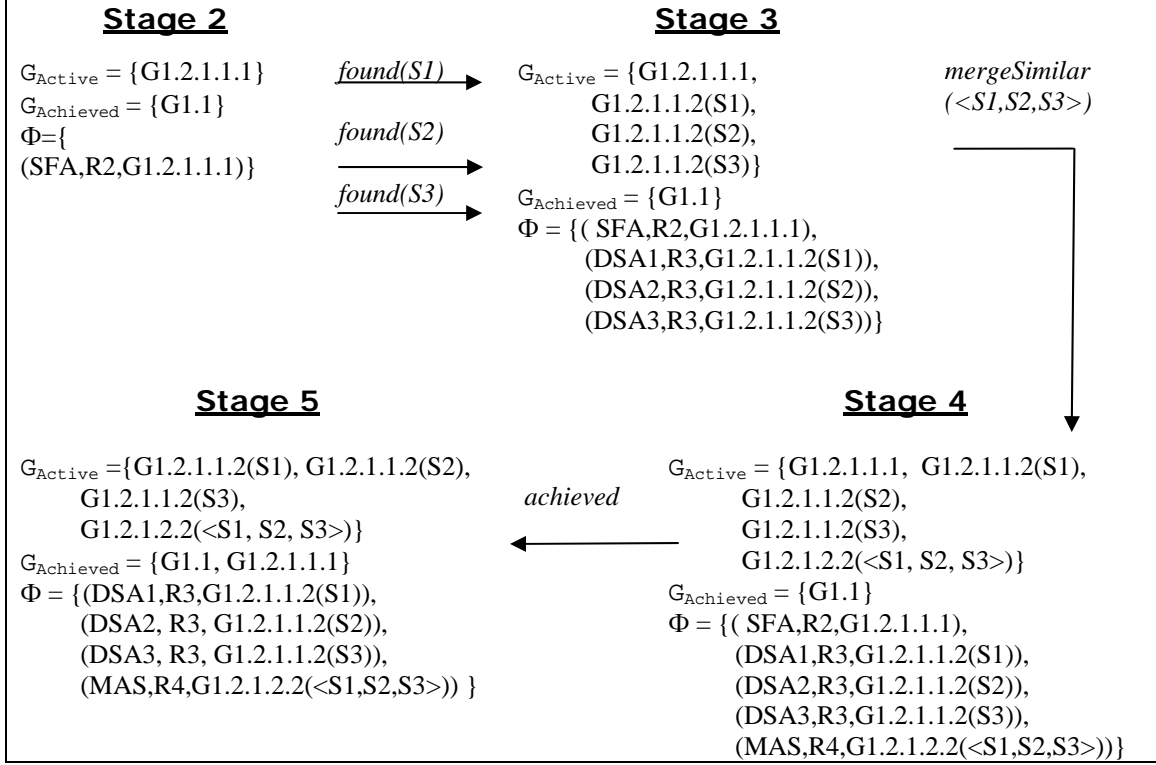 Stage 2
G_Active = {G1.2.1.1.1}
G_Achieved = {G1.1}
Φ={
(SFA,R2,G1.2.1.1.1)}
found(S1)
found(S2)
found(S3)
Stage 3
G_Active = {G1.2.1.1.1,
G1.2.1.1.2(S1),
G1.2.1.1.2(S2),
G1.2.1.1.2(S3)}
G_Achieved = {G1.1}
Φ = {( SFA,R2,G1.2.1.1.1),
(DSA1,R3,G1.2.1.1.2(S1)),
(DSA2,R3,G1.2.1.1.2(S2)),
(DSA3,R3,G1.2.1.1.2(S3))}
mergeSimilar
(<S1,S2,S3>)
Stage 4
G_Active = {G1.2.1.1.1, G1.2.1.1.2(S1),
G1.2.1.1.2(S2),
G1.2.1.1.2(S3),
G1.2.1.2.2(<S1, S2, S3>)}
G_Achieved = {G1.1}
Φ = {( SFA,R2,G1.2.1.1.1),
(DSA1,R3,G1.2.1.1.2(S1)),
(DSA2,R3,G1.2.1.1.2(S2)),
(DSA3,R3,G1.2.1.1.2(S3)),
(MAS,R4,G1.2.1.2.2(<S1,S2,S3>))}
achieved
Stage 5
G_Active ={G1.2.1.1.2(S1), G1.2.1.1.2(S2),
G1.2.1.1.2(S3),
G1.2.1.2.2(<S1, S2, S3>)}
G_Achieved = {G1.1, G1.2.1.1.1}
Φ = {(DSA1,R3,G1.2.1.1.2(S1)),
(DSA2, R3, G1.2.1.1.2(S2)),
(DSA3, R3, G1.2.1.1.2(S3)),
(MAS,R4,G1.2.1.2.2(<S1,S2,S3>)) }